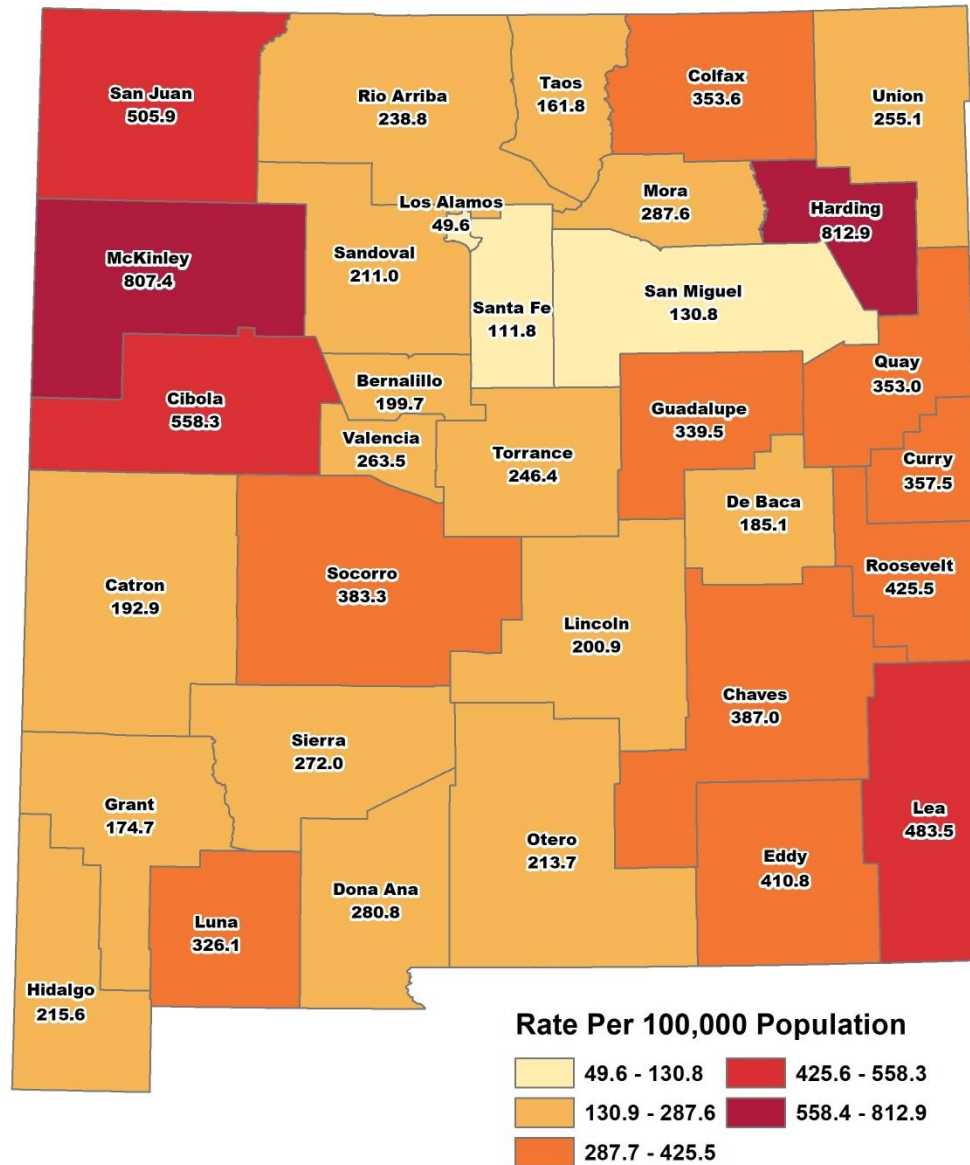 San Juan
505.9
Rio Arriba
238.8
Taos
161.8
Colfax
353.6
Union
255.1
Los Alamos
49.6
Mora
287.6
Harding
812.9
McKinley
807.4
Sandoval
211.0
Santa Fe
111.8
San Miguel
130.8
Quay
353.0
Cibola
558.3
Bernalillo
199.7
Guadalupe
339.5
Valencia
263.5
Torrance
246.4
Curry
357.5
De Baca
185.1
Roosevelt
425.5
Catron
192.9
Socorro
383.3
Lincoln
200.9
Chaves
387.0
Sierra
272.0
Grant
174.7
Otero
213.7
Lea
483.5
Eddy
410.8
Dona Ana
280.8
Luna
326.1
Hidalgo
215.6
Rate Per 100,000 Population
49.6 - 130.8
425.6 - 558.3
130.9 - 287.6
558.4 - 812.9
287.7 - 425.5